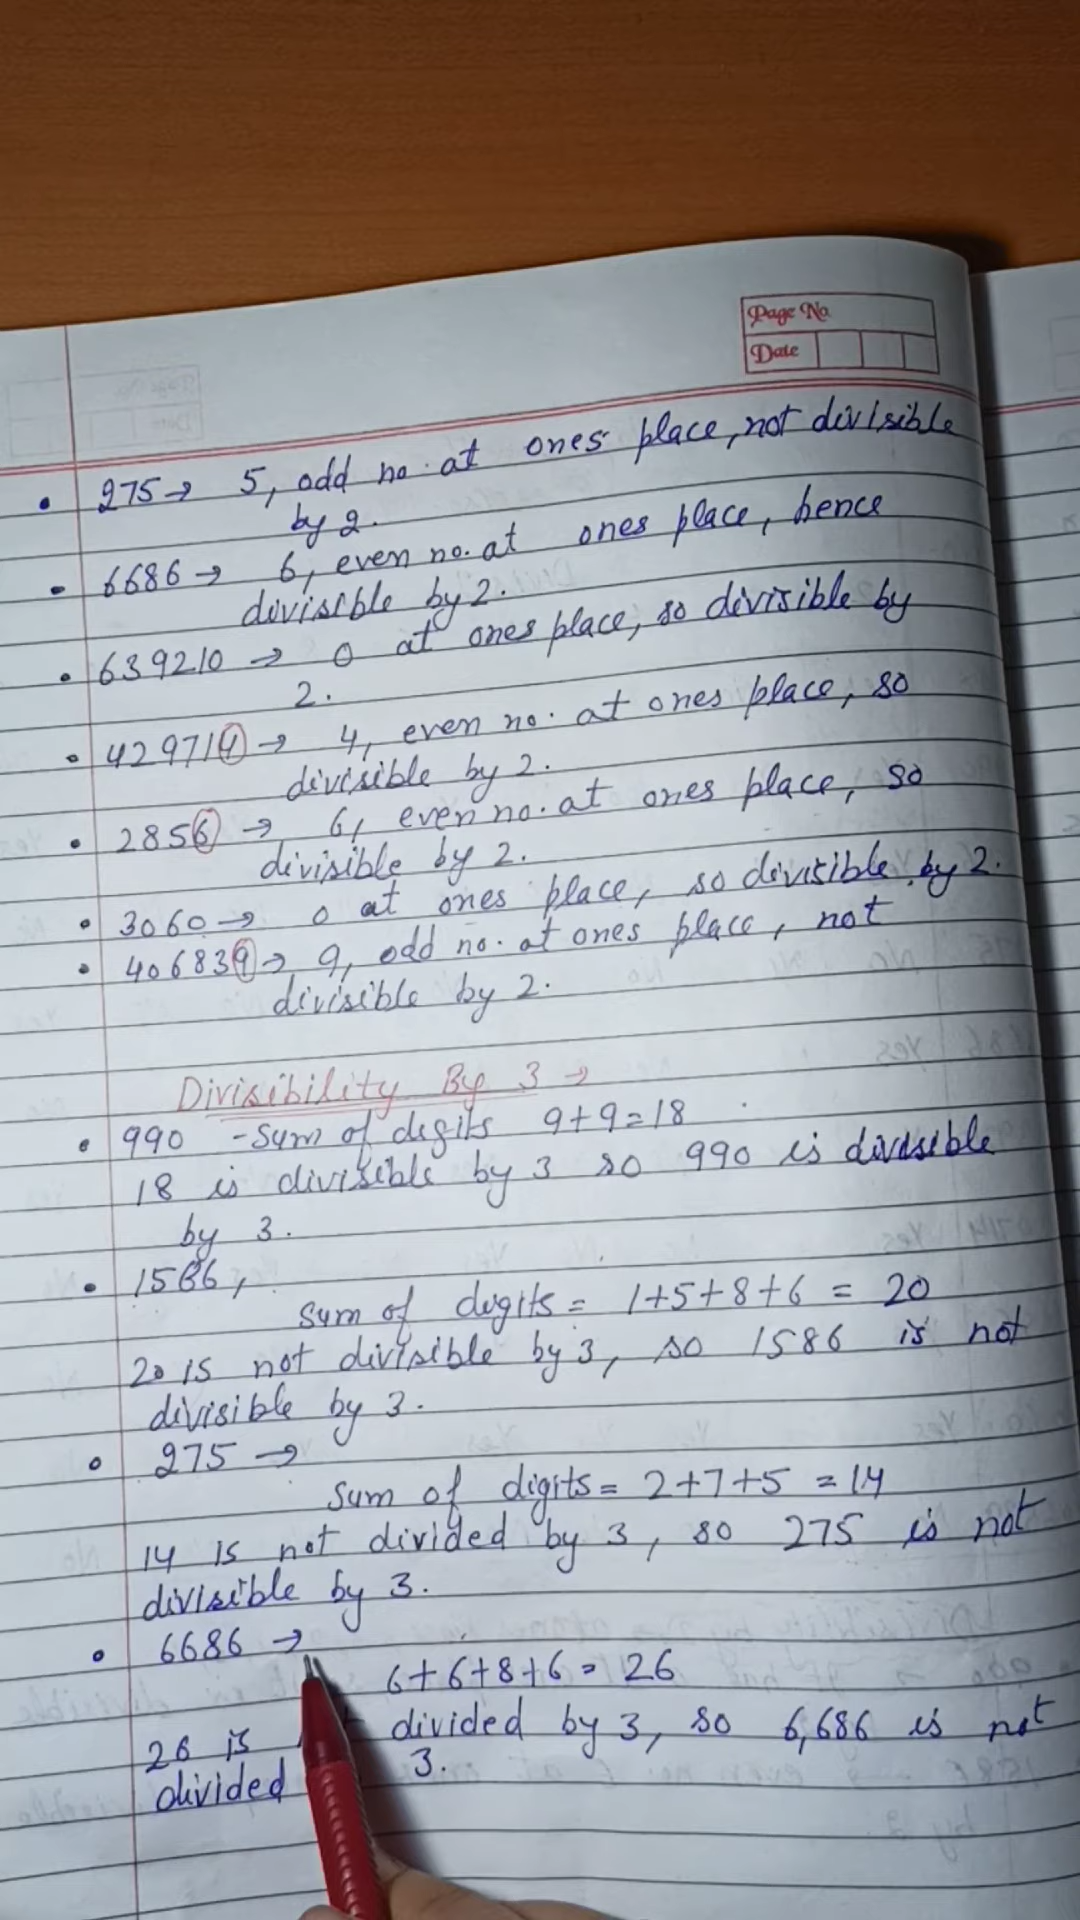 Page No.
Date
275 → 5, odd no. at ones place, not divisible
by 2.
6686 → 6, even no. at ones place, hence
divisible by 2.
639210 → 0 at ones place, so divisible by
2.
429714 → 4, even no. at ones place, so
divisible by 2.
2856 → 6, even no. at ones place, so
divisible by 2.
3060 → 0 at ones place, so divisible by 2.
406839 → 9, odd no. at ones place, not
divisible by 2.
Divisibility By 3 →
990 - Sum of digits 9+9=18
18 is divisible by 3 so 990 is divisible
by 3.
1586,
Sum of digits = 1+5+8+6 = 20
20 is not divisible by 3, so 1586 is not
divisible by 3.
275 →
Sum of digits = 2+7+5 = 14
14 is not divided by 3, so 275 is not
divisible by 3.
6686 →
6+6+8+6 = 26
26 is divided by 3, so 6,686 is not
divided 3.